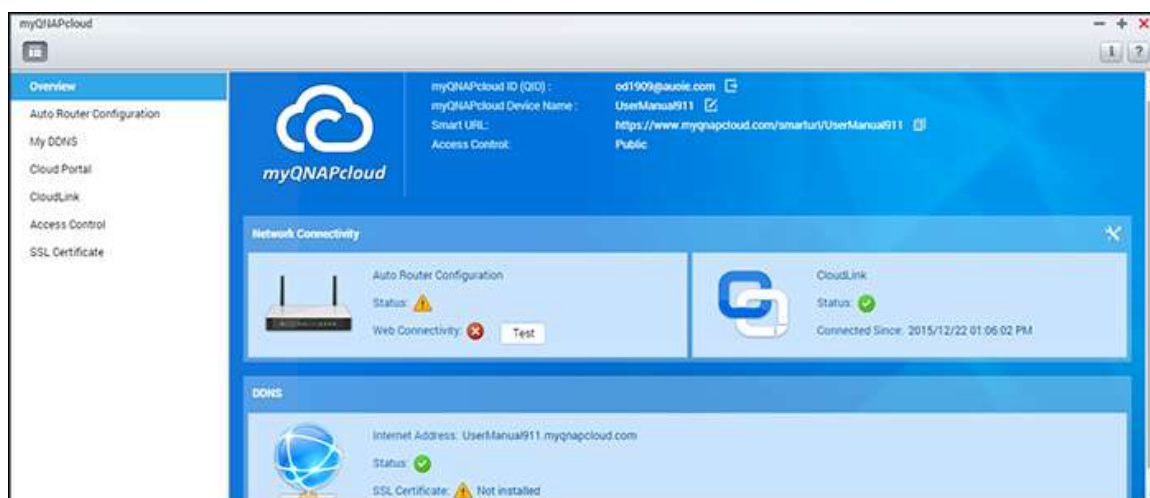 myQNAPcloud
Overview
Auto Router Configuration
My DDNS
Cloud Portal
CloudLink
Access Control
SSL Certificate
myQNAPcloud
myQNAPcloud ID (QID) : od1909@auoie.com
myQNAPcloud Device Name : UserManual911
Smart URL: https://www.myqnapcloud.com/smarturl/UserManual911
Access Control: Public
Network Connectivity
Auto Router Configuration
Status:
Web Connectivity: Test
CloudLink
Status:
Connected Since: 2015/12/22 01:06:02 PM
DDNS
Internet Address: UserManual911.myqnapcloud.com
Status:
SSL Certificate: Not installed